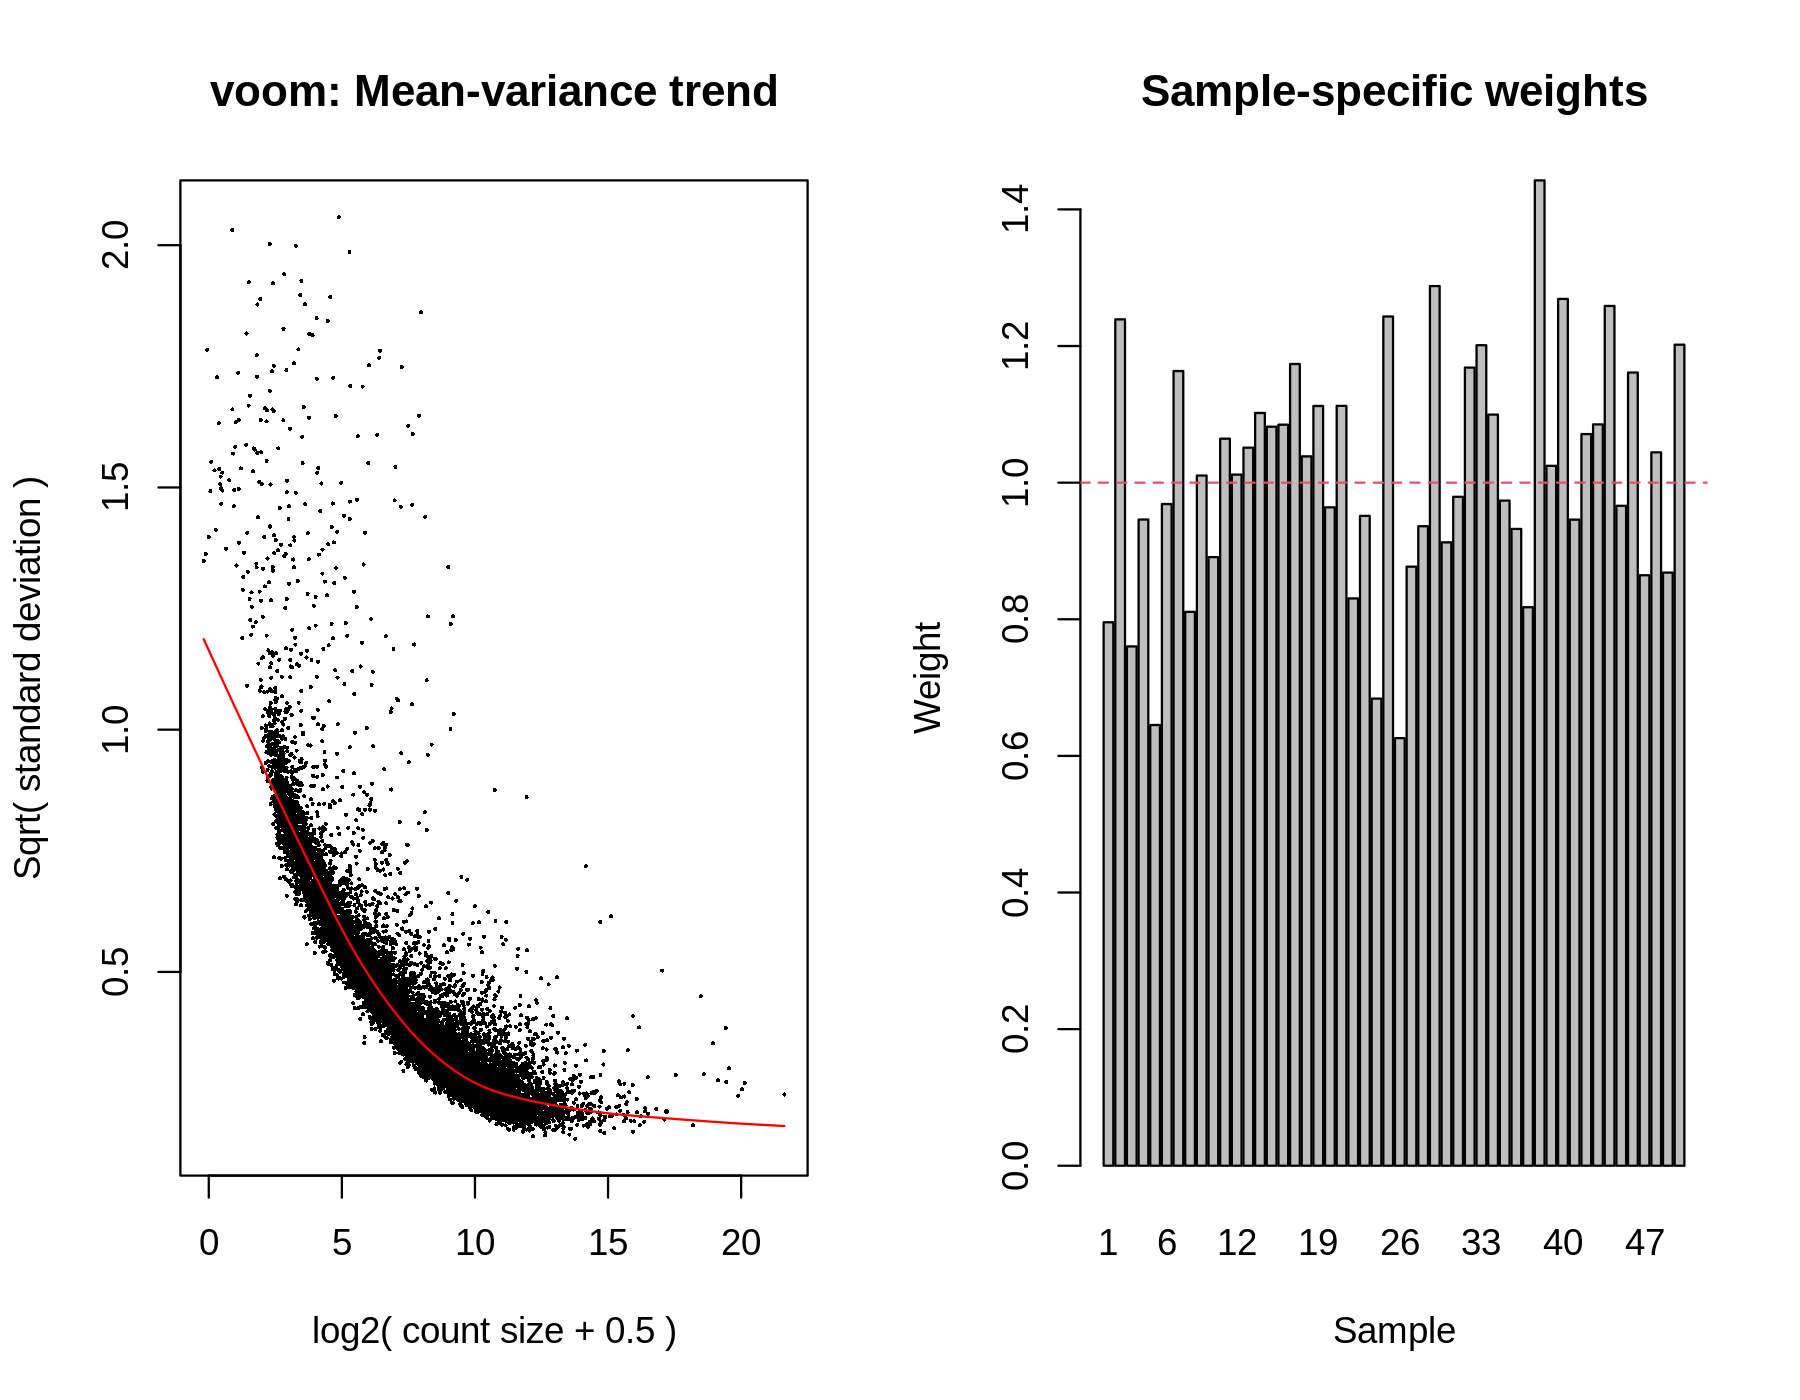 voom: Mean-variance trend
Sqrt( standard deviation )
2.0
1.5
1.0
0.5
0 5 10 15 20
log2( count size + 0.5 )
Sample-specific weights
Weight
1.4
1.2
1.0
0.8
0.6
0.4
0.2
0.0
1 6 12 19 26 33 40 47
Sample